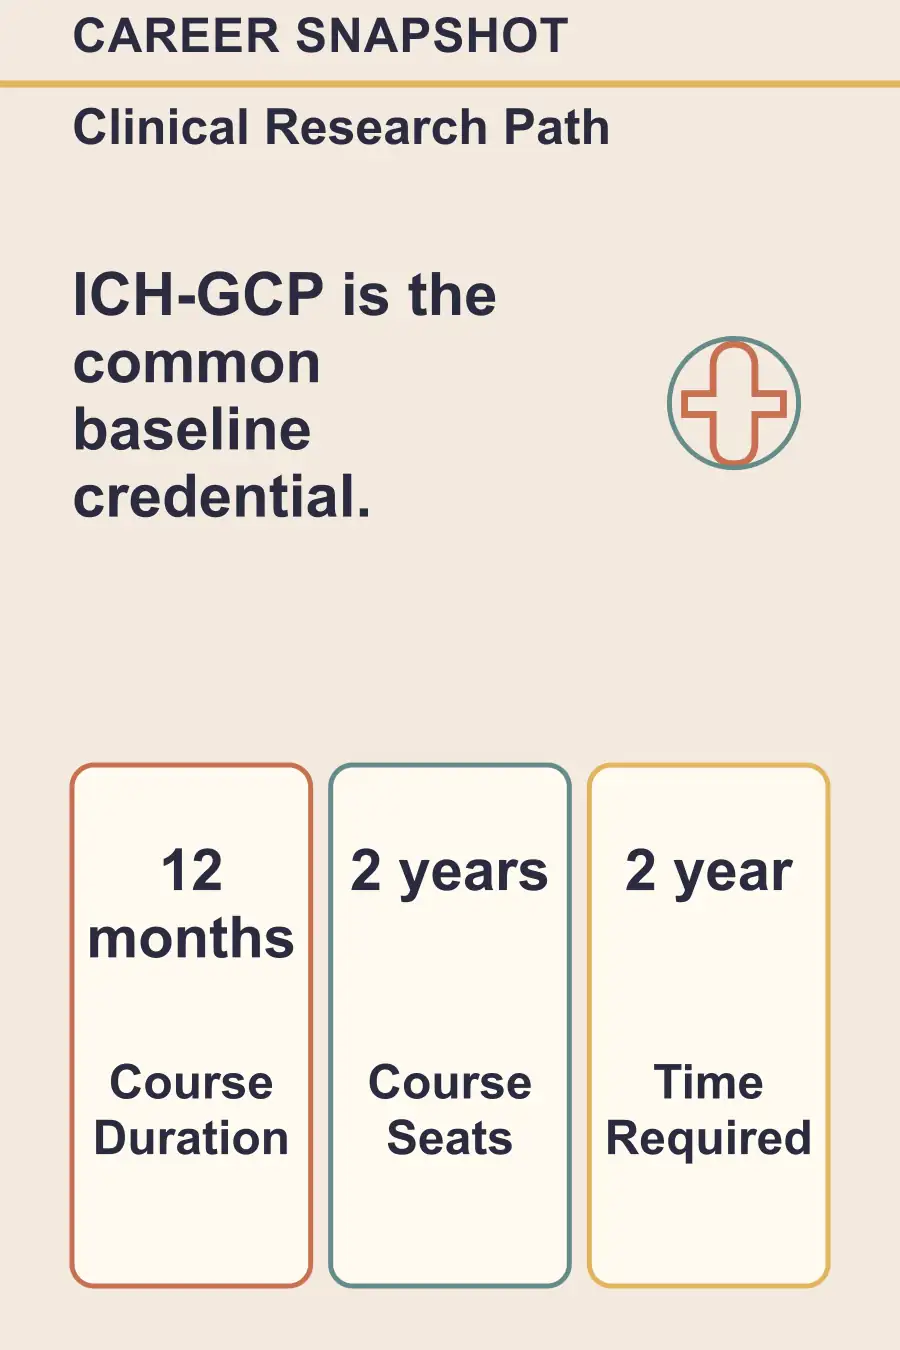 CAREER SNAPSHOT
Clinical Research Path
ICH-GCP is the
common
baseline
credential.
12
months
Course
Duration
2 years
Course
Seats
2 year
Time
Required